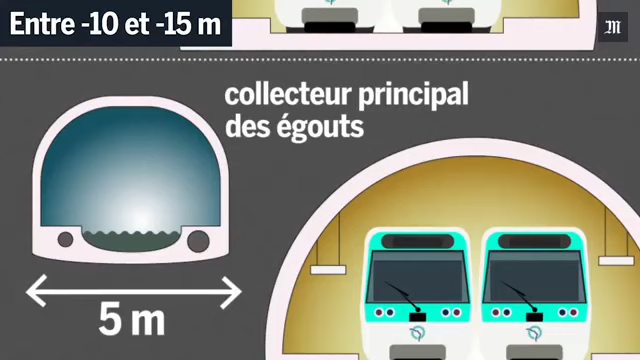 Entre -10 et -15 m
M
collecteur principal
des égouts
5 m